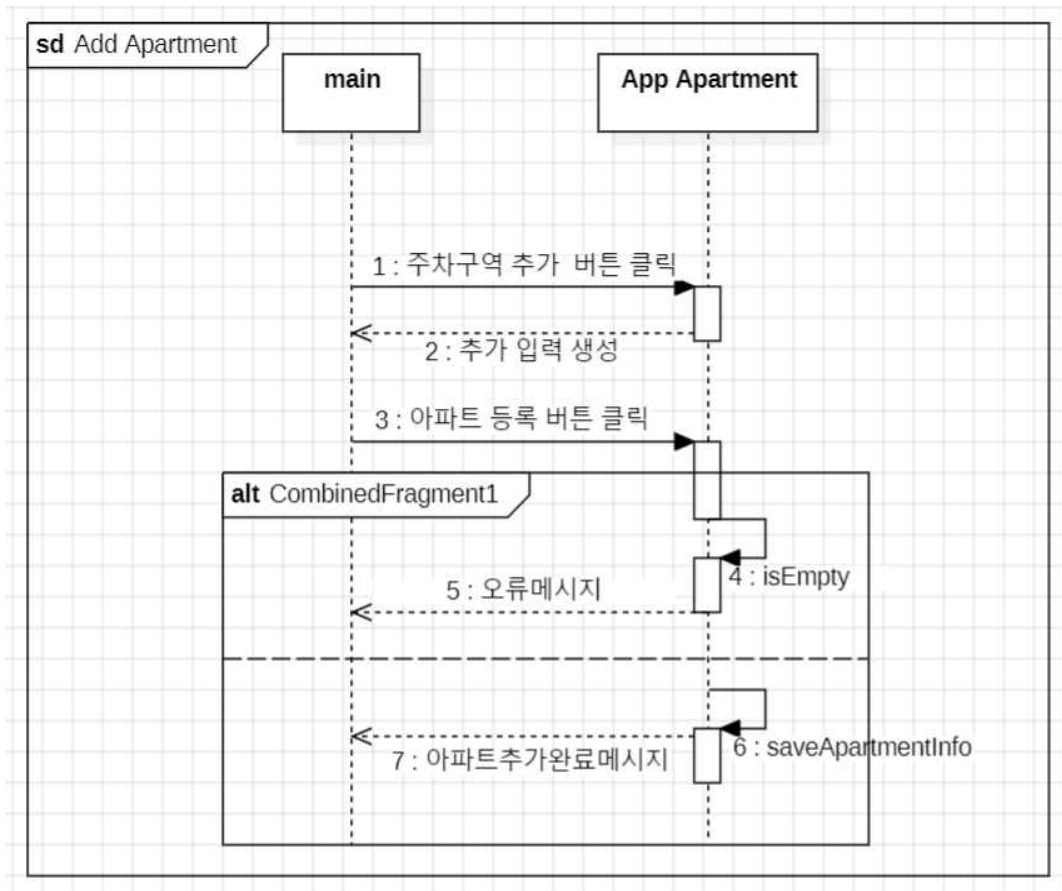 sd Add Apartment
main
App Apartment
1 : 주차구역 추가 버튼 클릭
2 : 추가 입력 생성
3 : 아파트 등록 버튼 클릭
alt CombinedFragment1
4 : isEmpty
5 : 오류메시지
6 : saveApartmentInfo
7 : 아파트추가완료메시지